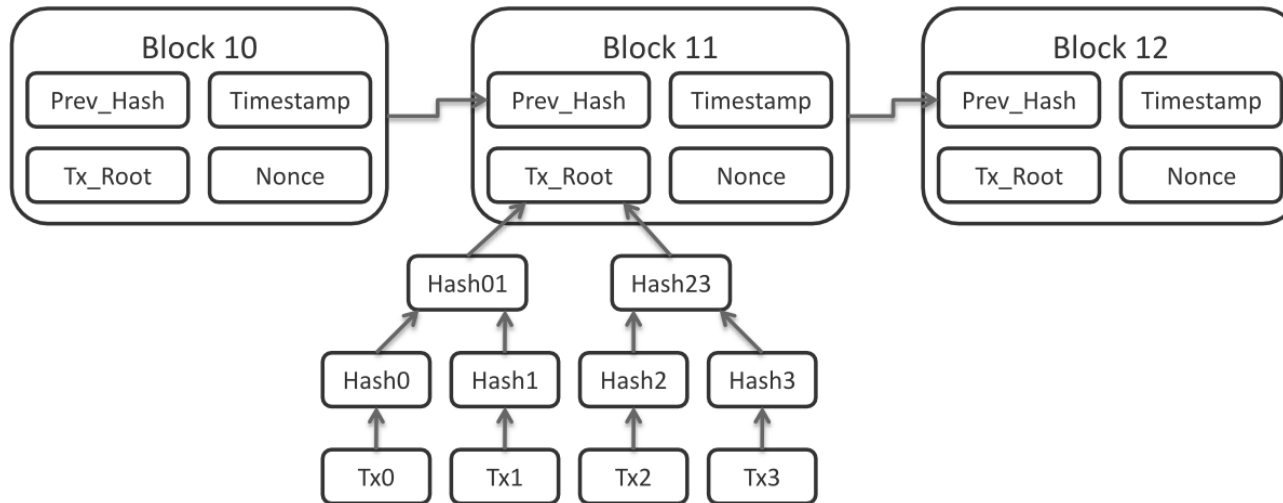 Block 10
Block 11
Block 12
Prev_Hash Timestamp
Prev_Hash Timestamp
Prev_Hash Timestamp
Tx_Root Nonce
Tx_Root Nonce
Tx_Root Nonce
Hash01 Hash23
Hash0 Hash1 Hash2 Hash3
Tx0 Tx1 Tx2 Tx3